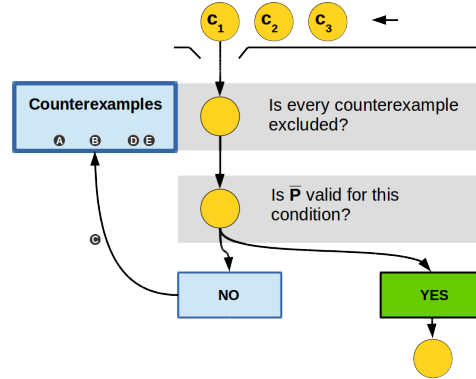 c1 c2 c3
Counterexamples
A B D E
Is every counterexample
excluded?
Is P̅ valid for this
condition?
C
NO
YES